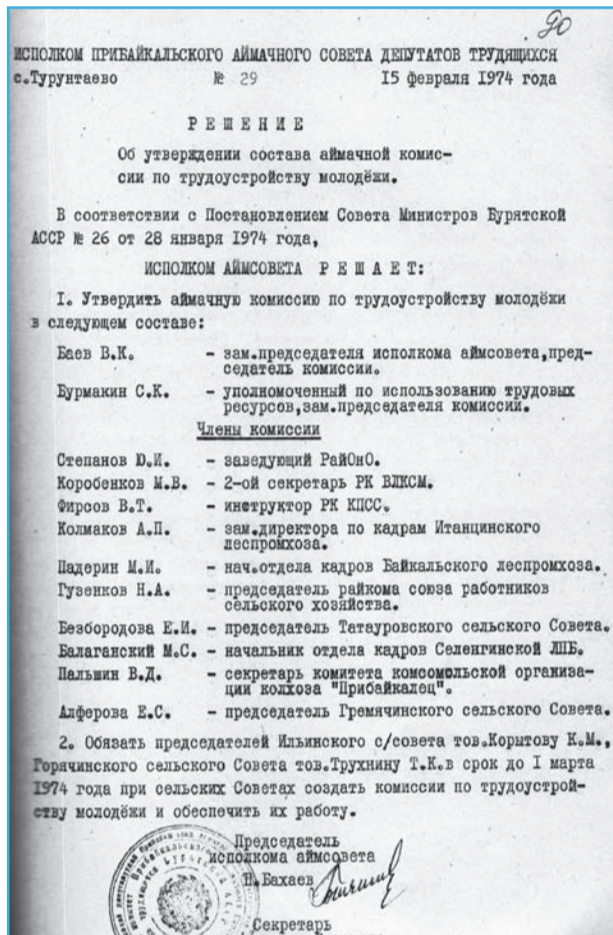 90
ИСПОЛКОМ ПРИБАЙКАЛЬСКОГО АЙМАЧНОГО СОВЕТА ДЕПУТАТОВ ТРУДЯЩИХСЯ
с.Турунтаево № 29 I5 февраля I974 года
Р Е Ш Е Н И Е
Об утверждении состава аймачной комис-
сии по трудоустройству молодёжи.
В соответствии с Постановлением Совета Министров Бурятской
АССР № 26 от 28 января I974 года,
ИСПОЛКОМ АЙМСОВЕТА Р Е Ш А Е Т:
I. Утвердить аймачную комиссию по трудоустройству молодёжи
в следующем составе:
Баев В.К. - зам.председателя исполкома аймсовета,пред-
седатель комиссии.
Бурмакин С.К. - уполномоченный по использованию трудовых
ресурсов,зам.председателя комиссии.
Члены комиссии
Степанов Ю.И. - заведующий РайОнО.
Коробенков М.В. - 2-ой секретарь РК ВЛКСМ.
Фирсов В.Т. - инструктор РК КПСС.
Колмаков А.П. - зам.директора по кадрам Итанцинского
леспромхоза.
Падерин М.И. - нач.отдела кадров Байкальского леспромхоза.
Гузенков Н.А. - председатель райкома союза работников
сельского хозяйства.
Безбородова Е.И. - председатель Татауровского сельского Совета.
Балаганский М.С. - начальник отдела кадров Селенгинской ЛПБ.
Пальшин В.Д. - секретарь комитета комсомольской организа-
ции колхоза "Прибайкалец".
Алферова Е.С. - председатель Гремячинского сельского Совета.
2. Обязать председателей Ильинского с/совета тов.Корытову К.М.,
Горячинского сельского Совета тов.Трухнину Т.К.в срок до I марта
I974 года при сельских Советах создать комиссии по трудоустрой-
ству молодёжи и обеспечить их работу.
Председатель
исполкома аймсовета
Н.Бахаев
Секретарь